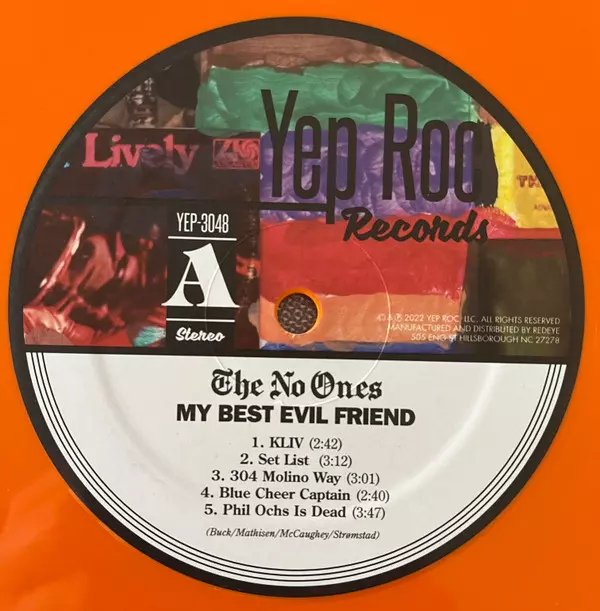 Lively
Yep Roc
Records
YEP-3048
A
Stereo
© & ℗ 2022 YEP ROC, LLC. ALL RIGHTS RESERVED
MANUFACTURED AND DISTRIBUTED BY REDEYE
505 ENO ST HILLSBOROUGH NC 27278
The No Ones
MY BEST EVIL FRIEND
1. KLIV (2:42)
2. Set List (3:12)
3. 304 Molino Way (3:01)
4. Blue Cheer Captain (2:40)
5. Phil Ochs Is Dead (3:47)
(Buck/Mathisen/McCaughey/Strømstad)